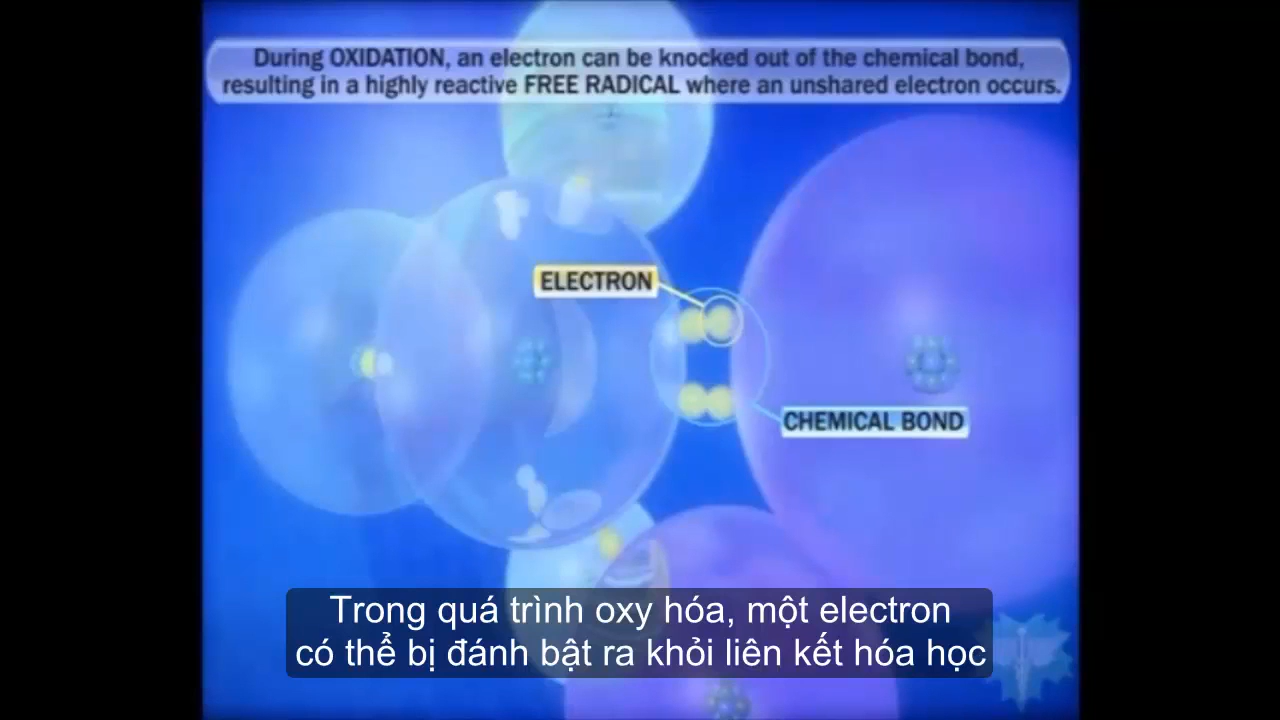 During OXIDATION, an electron can be knocked out of the chemical bond,
resulting in a highly reactive FREE RADICAL where an unshared electron occurs.
ELECTRON
CHEMICAL BOND
Trong quá trình oxy hóa, một electron
có thể bị đánh bật ra khỏi liên kết hóa học